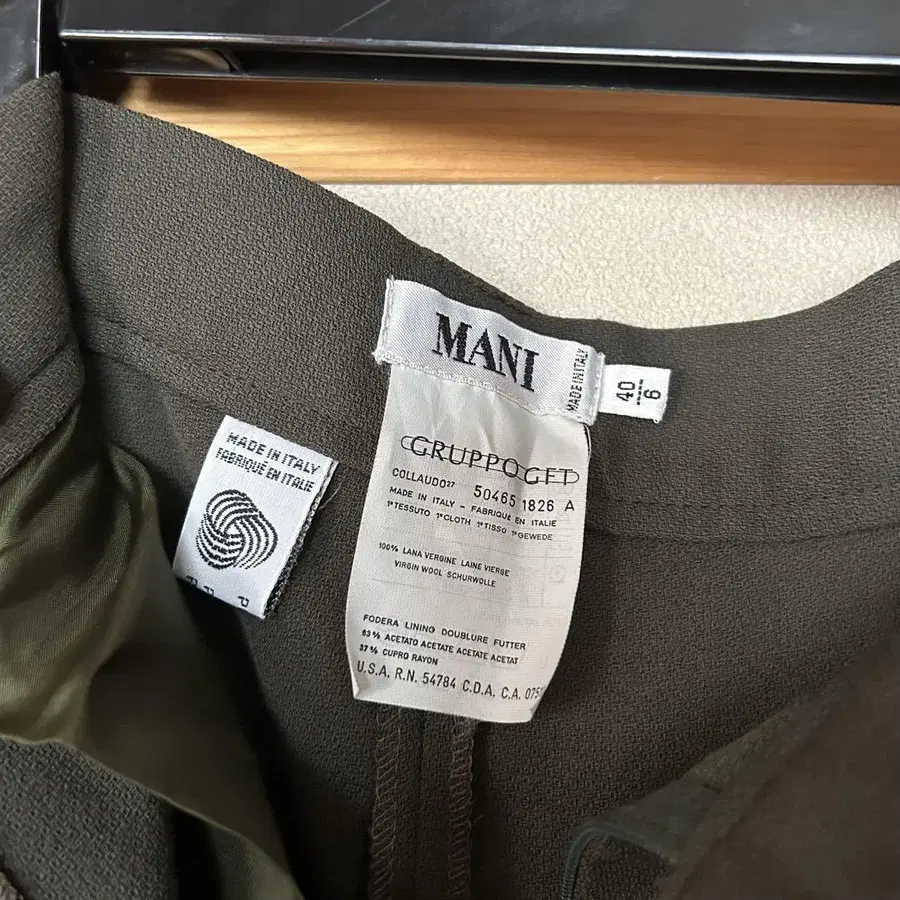 MANI
MADE IN ITALY
40
6
MADE IN ITALY
FABRIQUÉ EN ITALIE
GRUPPO GFT
COLLAUDO27 50465 1826 A
MADE IN ITALY - FABRIQUE EN ITALIE
1°TESSUTO 1°CLOTH 1°TISSO 1°GEWEDE
100% LANA VERGINE LAINE VIERGE
VIRGIN WOOL SCHURWOLLE
FODERA LINING DOUBLURE FUTTER
63% ACETATO ACETATE ACETATE ACETAT
37% CUPRO RAYON
U.S.A. R.N. 54784 C.D.A. C.A. 075